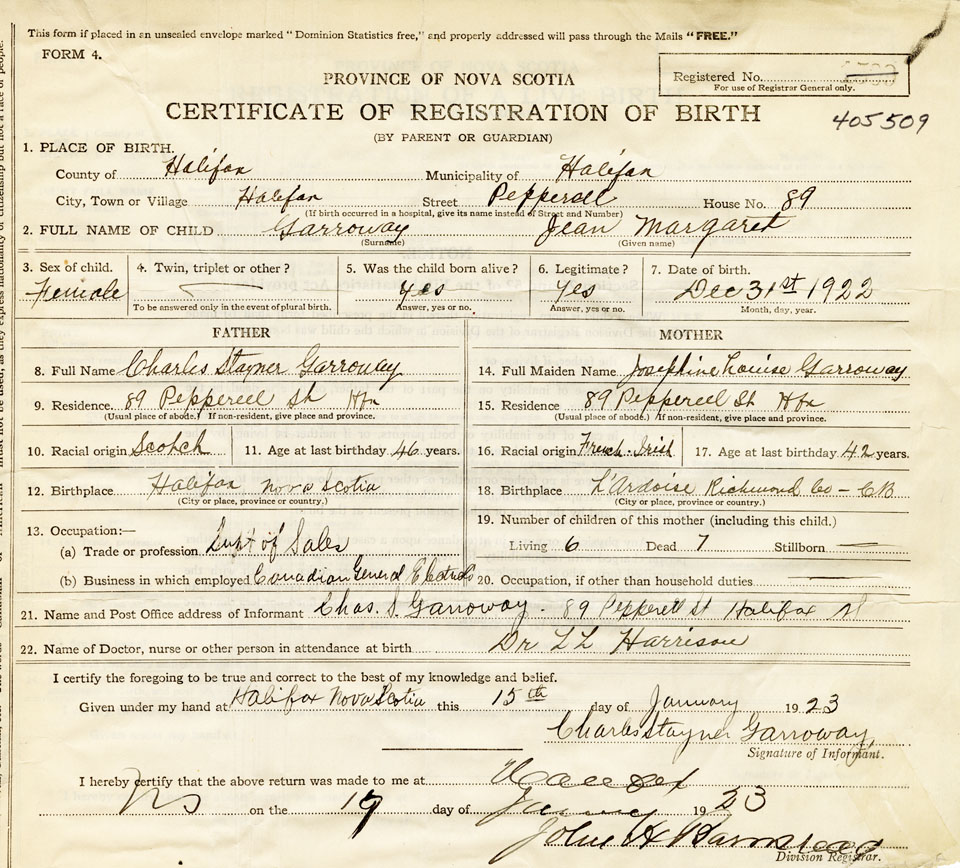 This form if placed in an unsealed envelope marked "Dominion Statistics free," and properly addressed will pass through the Mails "FREE."
FORM 4.
PROVINCE OF NOVA SCOTIA
Registered No.
For use of Registrar General only.
CERTIFICATE OF REGISTRATION OF BIRTH
405509
(BY PARENT OR GUARDIAN)
1. PLACE OF BIRTH.
County of Halifax Municipality of Halifax
City, Town or Village Halifax Street Pepperell House No. 89
(If birth occurred in a hospital, give its name instead of Street and Number)
2. FULL NAME OF CHILD Garroway Jean Margaret
(Surname) (Given name)
3. Sex of child. 4. Twin, triplet or other? 5. Was the child born alive? 6. Legitimate? 7. Date of birth.
Female yes yes Dec 31st 1922
To be answered only in the event of plural birth. Answer, yes or no. Answer, yes or no. Month, day, year.
FATHER
8. Full Name Charles Stayner Garroway
9. Residence 89 Pepperell St Hfx
(Usual place of abode.) If non-resident, give place and province.
10. Racial origin Scotch 11. Age at last birthday 46 years.
12. Birthplace Halifax Nova Scotia
(City or place, province or country.)
13. Occupation:—
(a) Trade or profession Supt of Sales
(b) Business in which employed Canadian General Electric
MOTHER
14. Full Maiden Name Josephine Louise Garroway
15. Residence 89 Pepperell St Hfx
(Usual place of abode.) If non-resident, give place and province.
16. Racial origin French Irish 17. Age at last birthday 42 years.
18. Birthplace L'Ardoise Richmond Co – CB
(City or place, province or country.)
19. Number of children of this mother (including this child.)
Living 6 Dead 7 Stillborn —
20. Occupation, if other than household duties —
21. Name and Post Office address of Informant Chas. S. Garroway - 89 Pepperell St Halifax
22. Name of Doctor, nurse or other person in attendance at birth Dr L L Harrison
I certify the foregoing to be true and correct to the best of my knowledge and belief.
Given under my hand at Halifax Nova Scotia this 15th day of January 1923
Charles Stayner Garroway
Signature of Informant.
I hereby certify that the above return was made to me at Halifax
NS on the 19 day of January 1923
John H
Division Registrar.